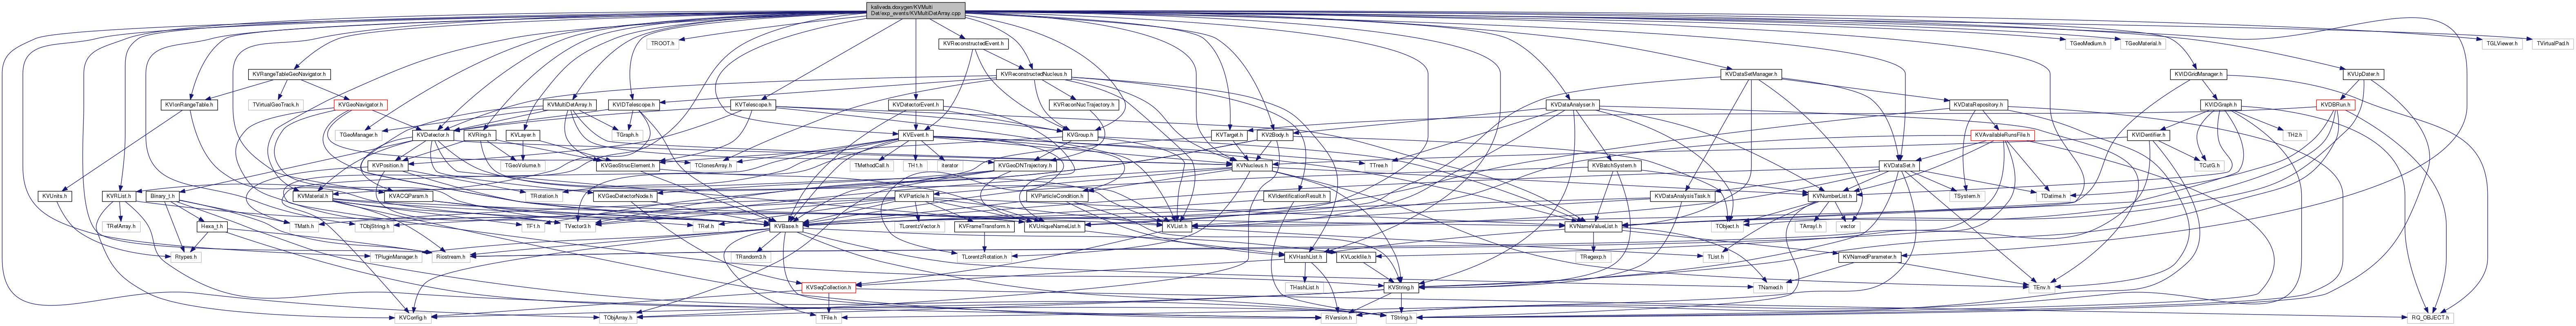 kaliveda.doxygen/KVMulti
Det/exp_events/KVMultiDetArray.cpp
TROOT.h
KVReconstructedEvent.h
TGeoMedium.h
TGeoMaterial.h
TGLViewer.h
TVirtualPad.h
KVRangeTableGeoNavigator.h
KVReconstructedNucleus.h
KVDataSetManager.h
KVIDGridManager.h
KVUpDater.h
KVIonRangeTable.h
TVirtualGeoTrack.h
KVGeoNavigator.h
KVMultiDetArray.h
KVIDTelescope.h
KVTelescope.h
KVDetectorEvent.h
KVReconNucTrajectory.h
KVDataAnalyser.h
KVDataRepository.h
KVIDGraph.h
KVDBRun.h
TGeoManager.h
KVDetector.h
KVRing.h
KVLayer.h
TGraph.h
KVEvent.h
KVGroup.h
KVTarget.h
KV2Body.h
KVAvailableRunsFile.h
KVIDentifier.h
TH2.h
KVPosition.h
TGeoVolume.h
KVGeoStrucElement.h
TClonesArray.h
TMethodCall.h
TH1.h
iterator
KVGeoDNTrajectory.h
KVNucleus.h
TTree.h
KVBatchSystem.h
KVDataSet.h
TCutG.h
KVUnits.h
KVRList.h
Binary_t.h
KVMaterial.h
KVACQParam.h
TRotation.h
KVGeoDetectorNode.h
KVParticle.h
KVParticleCondition.h
KVIdentificationResult.h
KVDataAnalysisTask.h
KVNumberList.h
TSystem.h
TDatime.h
TRefArray.h
Hexa_t.h
TMath.h
TObjString.h
TF1.h
TVector3.h
TRef.h
KVBase.h
TLorentzVector.h
KVFrameTransform.h
KVUniqueNameList.h
KVList.h
KVNameValueList.h
TObject.h
TArrayI.h
vector
Rtypes.h
TPluginManager.h
Riostream.h
TRandom3.h
TLorentzRotation.h
KVHashList.h
KVLockfile.h
TList.h
TRegexp.h
KVNamedParameter.h
KVSeqCollection.h
THashList.h
KVString.h
TNamed.h
TEnv.h
KVConfig.h
TObjArray.h
TFile.h
RVersion.h
TString.h
RQ_OBJECT.h